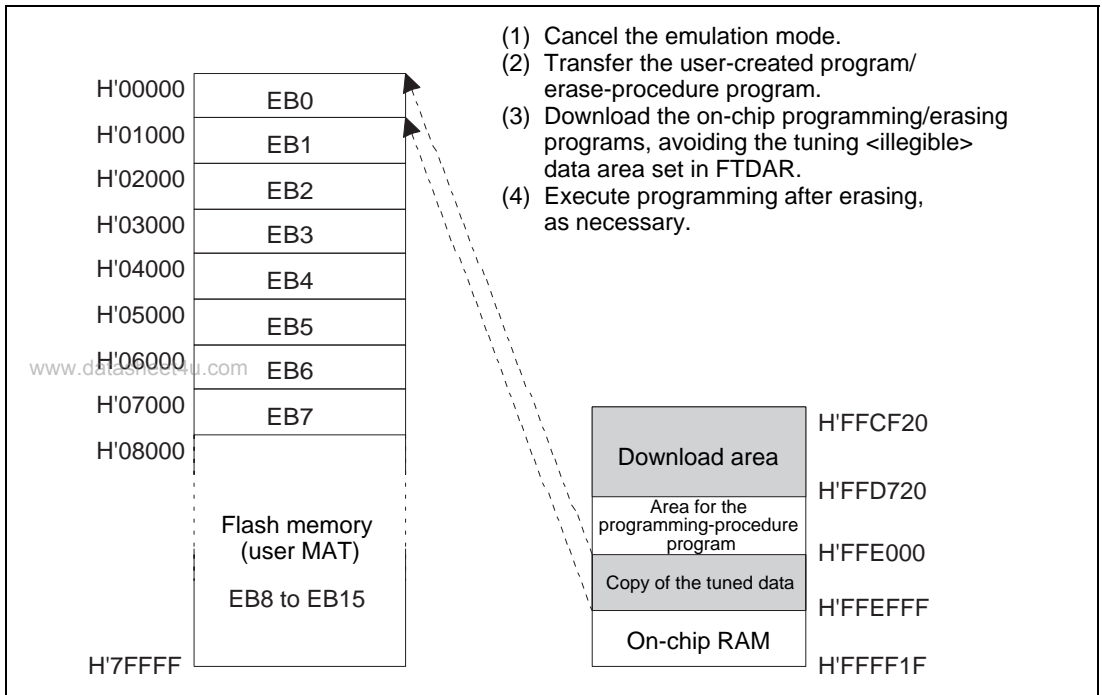 (1) Cancel the emulation mode.
(2) Transfer the user-created program/
erase-procedure program.
(3) Download the on-chip programming/erasing
programs, avoiding the tuning
data area set in FTDAR.
(4) Execute programming after erasing,
as necessary.
H'00000
EB0
H'01000
EB1
H'02000
EB2
H'03000
EB3
H'04000
EB4
H'05000
EB5
H'06000
www.datasheet4u.com
EB6
H'07000
EB7
H'08000
Flash memory
(user MAT)
EB8 to EB15
H'7FFFF
H'FFCF20
Download area
H'FFD720
Area for the
programming-procedure
program
H'FFE000
Copy of the tuned data
H'FFEFFF
On-chip RAM
H'FFFF1F